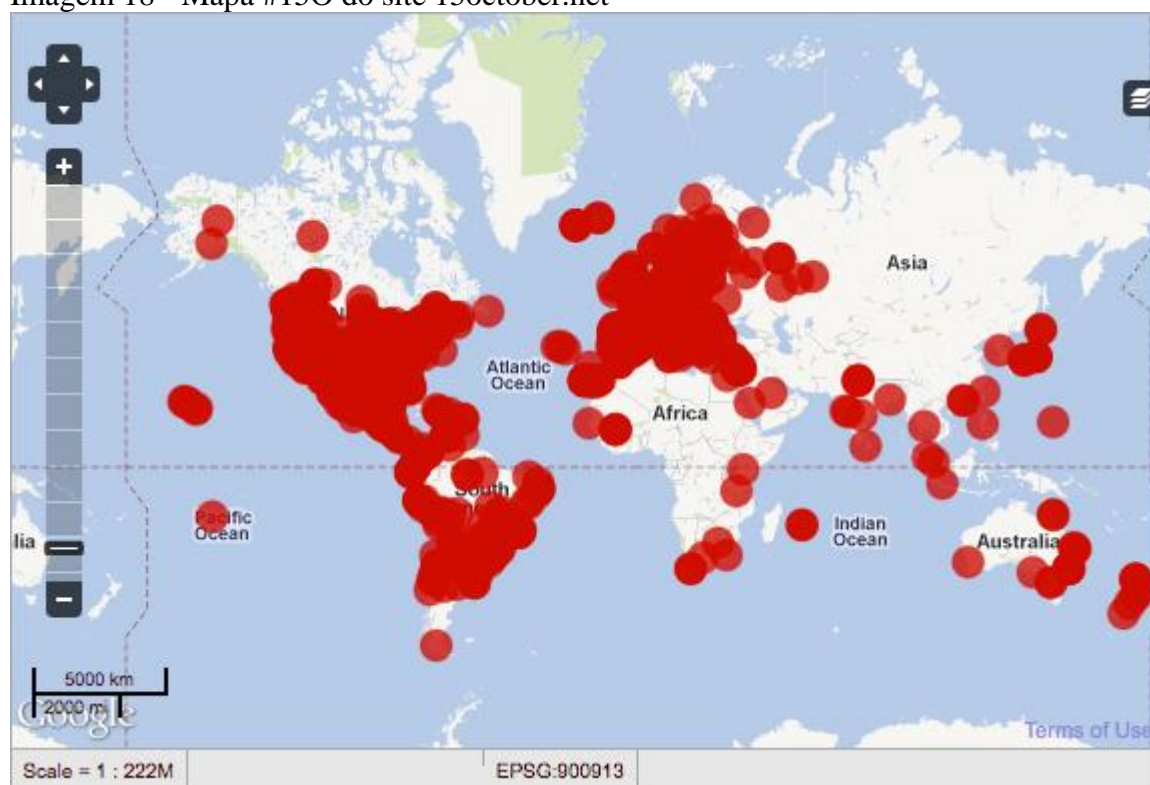 Imagem 18 - Mapa #15O do site 15october.net
Asia
Atlantic
Ocean
Africa
South
Pacific
Ocean
Indian
Ocean
lia
Australia
+
−
5000 km
2000 mi
Google
Terms of Use
Scale = 1 : 222M
EPSG:900913